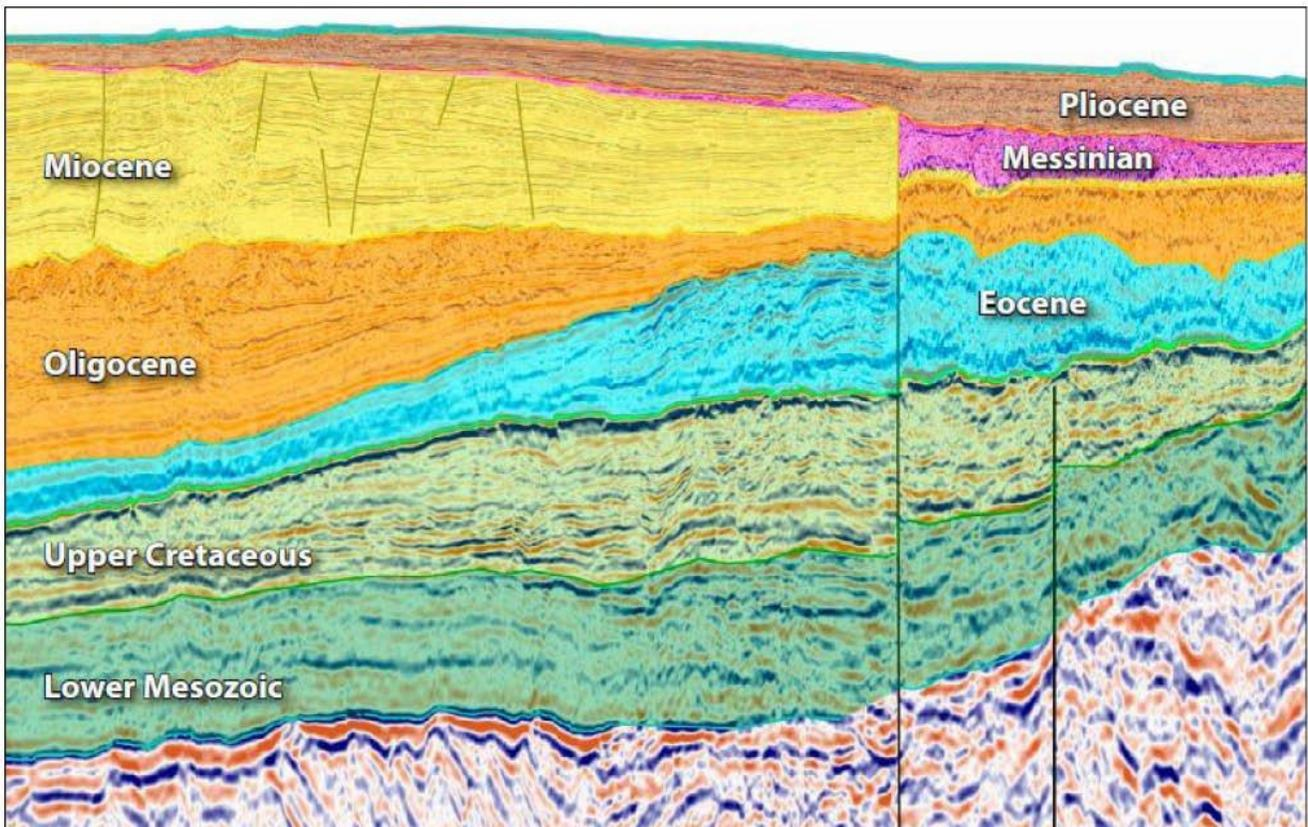 Pliocene
Messinian
Miocene
Eocene
Oligocene
Upper Cretaceous
Lower Mesozoic